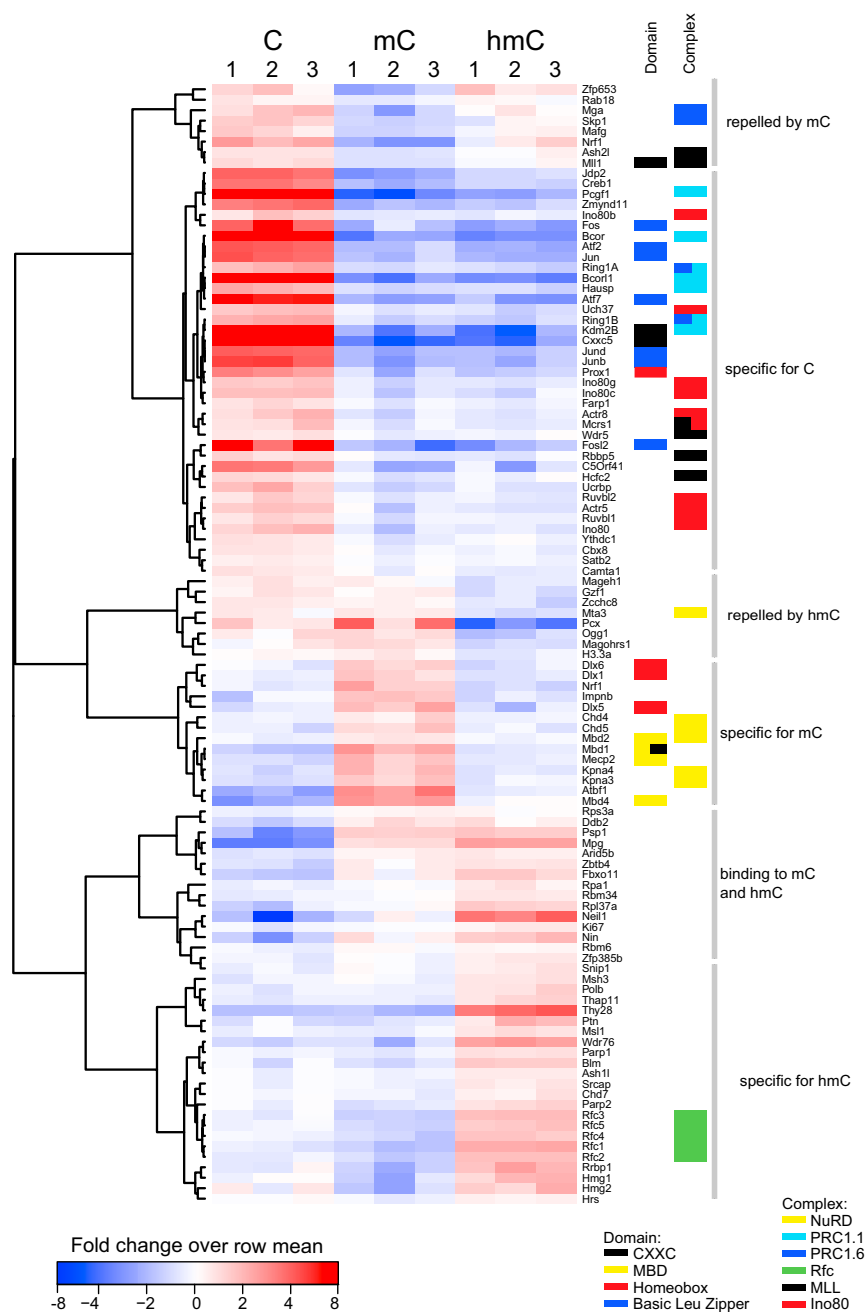 C mC hmC
1 2 3 1 2 3 1 2 3
Domain
Complex
Zfp653
Rab18
Mga
Skp1
Mafg
Nrf1
Ash2l
Mll1
Jdp2
Creb1
Pcgf1
Zmynd11
Ino80b
Fos
Bcor
Atf2
Jun
Ring1A
Bcorl1
Hausp
Atf7
Uch37
Ring1B
Kdm2B
Cxxc5
Jund
Junb
Prox1
Ino80g
Ino80c
Farp1
Actr8
Mcrs1
Wdr5
Fosl2
Rbbp5
C5Orf41
Hcfc2
Ucrbp
Ruvbl2
Actr5
Ruvbl1
Ino80
Ythdc1
Cbx8
Satb2
Camta1
Mageh1
Gzf1
Zcchc8
Mta3
Pcx
Ogg1
Magohrs1
H3.3a
Dlx6
Dlx1
Nrf1
Impnb
Dlx5
Chd4
Chd5
Mbd2
Mbd1
Mecp2
Kpna4
Kpna3
Atbf1
Mbd4
Rps3a
Ddb2
Psp1
Mpg
Arid5b
Zbtb4
Fbxo11
Rpa1
Rbm34
Rpl37a
Neil1
Ki67
Nin
Rbm6
Zfp385b
Snip1
Msh3
Polb
Thap11
Thy28
Ptn
Msl1
Wdr76
Parp1
Blm
Ash1l
Srcap
Chd7
Parp2
Rfc3
Rfc5
Rfc4
Rfc1
Rfc2
Rrbp1
Hmg1
Hmg2
Hrs
repelled by mC
specific for C
repelled by hmC
specific for mC
binding to mC
and hmC
specific for hmC
Fold change over row mean
-8 -4 0 4 8
Domain:
CXXC
MBD
Homeobox
Basic Leu Zipper
Complex:
NuRD
PRC1.1
PRC1.6
Rfc
MLL
Ino80